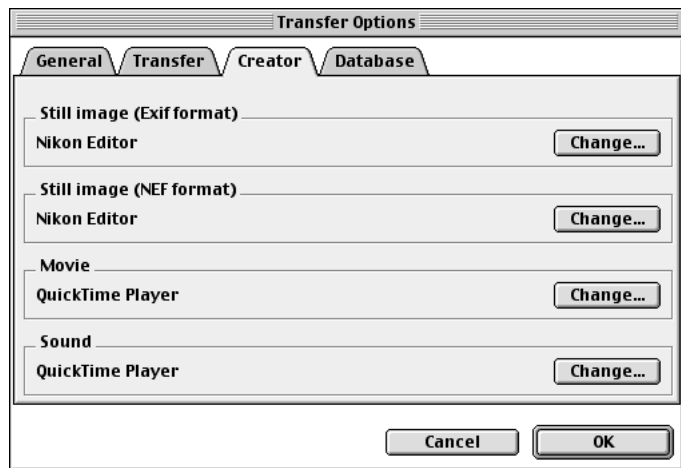 Transfer Options
General Transfer Creator Database
Still image (Exif format)
Nikon Editor Change...
Still image (NEF format)
Nikon Editor Change...
Movie
QuickTime Player Change...
Sound
QuickTime Player Change...
Cancel OK